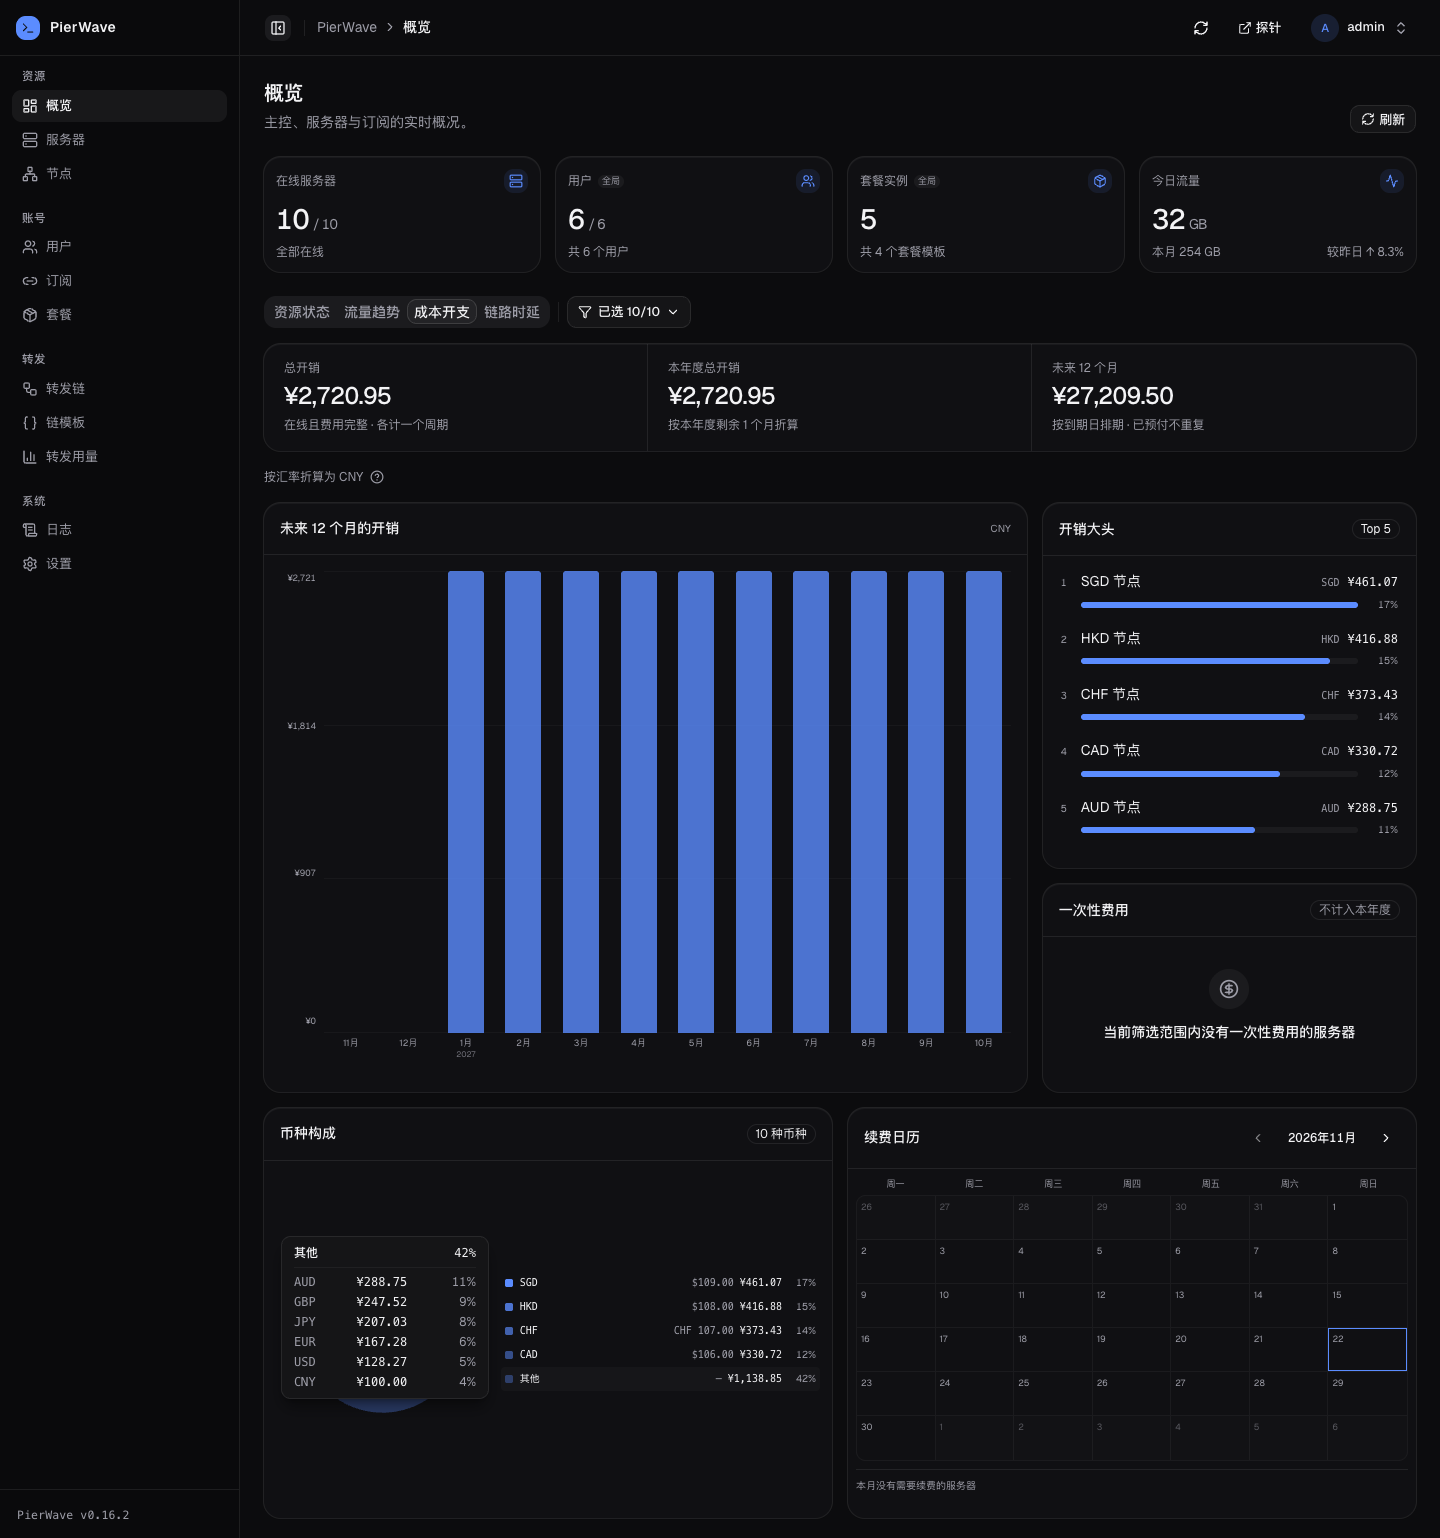 PierWave
资源
概览
服务器
节点
账号
用户
订阅
套餐
转发
转发链
链模板
转发用量
系统
日志
设置
PierWave v0.16.2
PierWave > 概览
探针
A admin
概览
主控、服务器与订阅的实时概况。
刷新
在线服务器
10 / 10
全部在线
用户 全局
6 / 6
共 6 个用户
套餐实例 全局
5
共 4 个套餐模板
今日流量
32 GB
本月 254 GB 较昨日 ↑ 8.3%
资源状态 流量趋势 成本开支 链路时延 已选 10/10
总开销
¥2,720.95
在线且费用完整 · 各计一个周期
本年度总开销
¥2,720.95
按本年度剩余 1 个月折算
未来 12 个月
¥27,209.50
按到期日排期 · 已预付不重复
按汇率折算为 CNY
未来 12 个月的开销 CNY
¥2,721
¥1,814
¥907
¥0
11月 12月 1月 2月 3月 4月 5月 6月 7月 8月 9月 10月
2027
开销大头 Top 5
1 SGD 节点 SGD ¥461.07
17%
2 HKD 节点 HKD ¥416.88
15%
3 CHF 节点 CHF ¥373.43
14%
4 CAD 节点 CAD ¥330.72
12%
5 AUD 节点 AUD ¥288.75
11%
一次性费用 不计入本年度
当前筛选范围内没有一次性费用的服务器
币种构成 10 种币种
其他 42%
AUD ¥288.75 11%
GBP ¥247.52 9%
JPY ¥207.03 8%
EUR ¥167.28 6%
USD ¥128.27 5%
CNY ¥100.00 4%
SGD $109.00 ¥461.07 17%
HKD $108.00 ¥416.88 15%
CHF CHF 107.00 ¥373.43 14%
CAD $106.00 ¥330.72 12%
其他 — ¥1,138.85 42%
续费日历 2026年11月
周一 周二 周三 周四 周五 周六 周日
26 27 28 29 30 31 1
2 3 4 5 6 7 8
9 10 11 12 13 14 15
16 17 18 19 20 21 22
23 24 25 26 27 28 29
30 1 2 3 4 5 6
本月没有需要续费的服务器